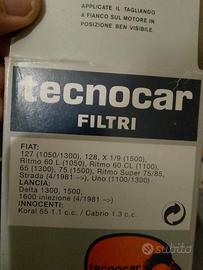 APPLICATE IL TAGLIANDO
A FIANCO SUL MOTORE IN
POSIZIONE BEN VISIBILE.
tecnocar
FILTRI
FIAT:
127 (1050/1300), 128, X 1/9 (1500),
Ritmo 60 L (1050), Ritmo 60 CL (1100),
65 (1300), 75 (1500), Ritmo Super 75/85,
Strada (4/1981 -->), Uno (1100/1300)
LANCIA:
Delta 1300, 1500,
1600 iniezione (4/1981 -->)
INNOCENTI:
Koral 55 1.1 c.c. / Cabrio 1.3 c.c.
tecnocar
subito